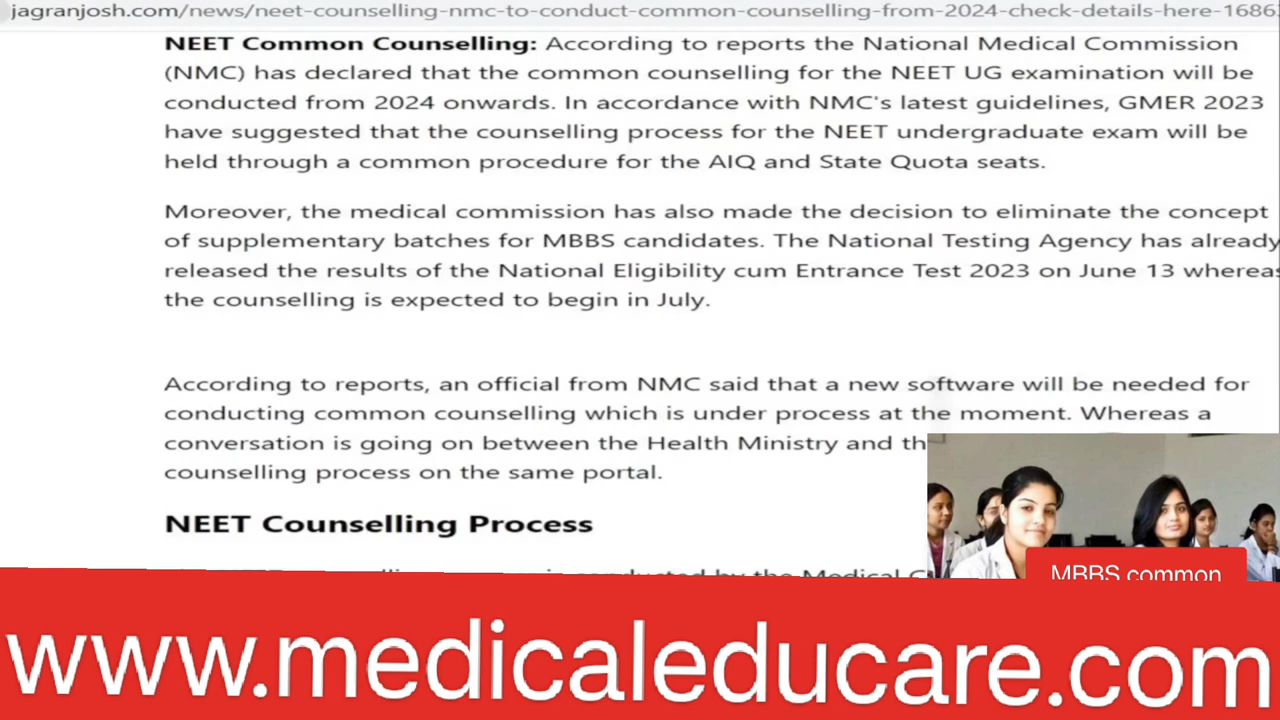 jagranjosh.com/news/neet-counselling-nmc-to-conduct-common-counselling-from-2024-check-details-here-1686
NEET Common Counselling: According to reports the National Medical Commission
(NMC) has declared that the common counselling for the NEET UG examination will be
conducted from 2024 onwards. In accordance with NMC's latest guidelines, GMER 2023
have suggested that the counselling process for the NEET undergraduate exam will be
held through a common procedure for the AIQ and State Quota seats.
Moreover, the medical commission has also made the decision to eliminate the concept
of supplementary batches for MBBS candidates. The National Testing Agency has already
released the results of the National Eligibility cum Entrance Test 2023 on June 13 whereas
the counselling is expected to begin in July.
According to reports, an official from NMC said that a new software will be needed for
conducting common counselling which is under process at the moment. Whereas a
conversation is going on between the Health Ministry and th
counselling process on the same portal.
NEET Counselling Process
conducted by the Medical
MBBS common
www.medicaleducare.com